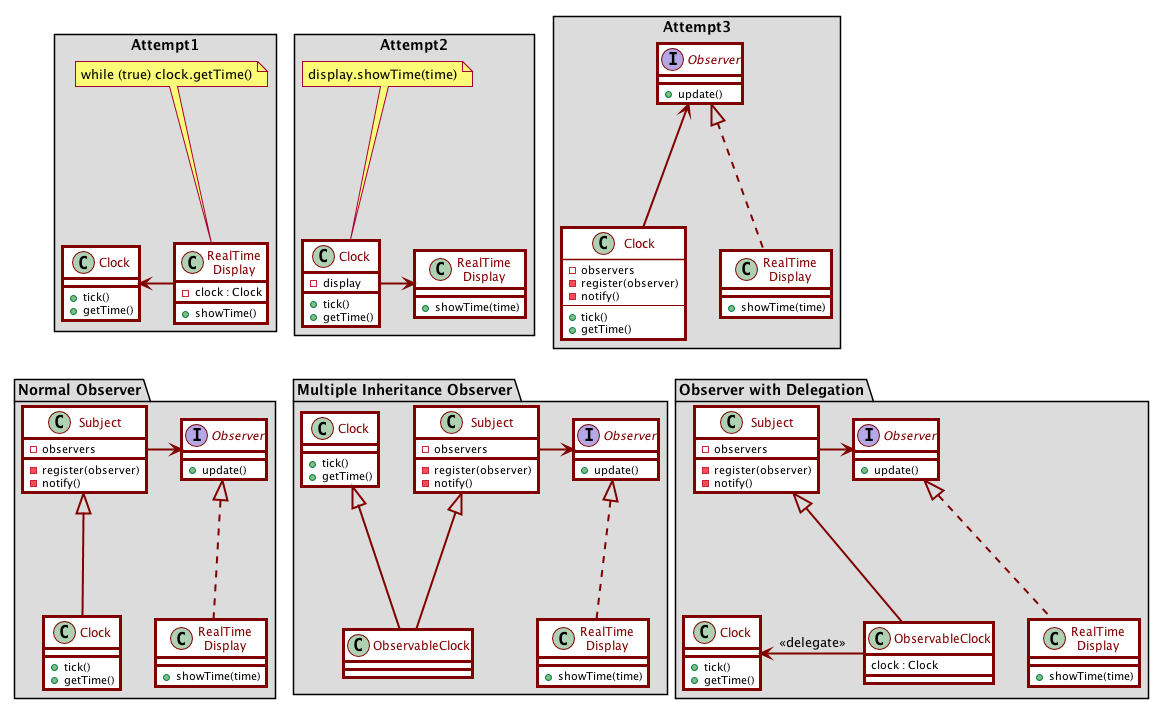 Attempt1
while (true) clock.getTime()
C Clock
tick()
getTime()
C RealTime
Display
clock : Clock
showTime()
Attempt2
display.showTime(time)
C Clock
display
tick()
getTime()
C RealTime
Display
showTime(time)
Attempt3
I Observer
update()
C Clock
observers
register(observer)
notify()
tick()
getTime()
C RealTime
Display
showTime(time)
Normal Observer
C Subject
observers
register(observer)
notify()
I Observer
update()
C Clock
tick()
getTime()
C RealTime
Display
showTime(time)
Multiple Inheritance Observer
C Clock
tick()
getTime()
C Subject
observers
register(observer)
notify()
I Observer
update()
C ObservableClock
C RealTime
Display
showTime(time)
Observer with Delegation
C Subject
observers
register(observer)
notify()
I Observer
update()
C Clock
tick()
getTime()
«delegate»
C ObservableClock
clock : Clock
C RealTime
Display
showTime(time)